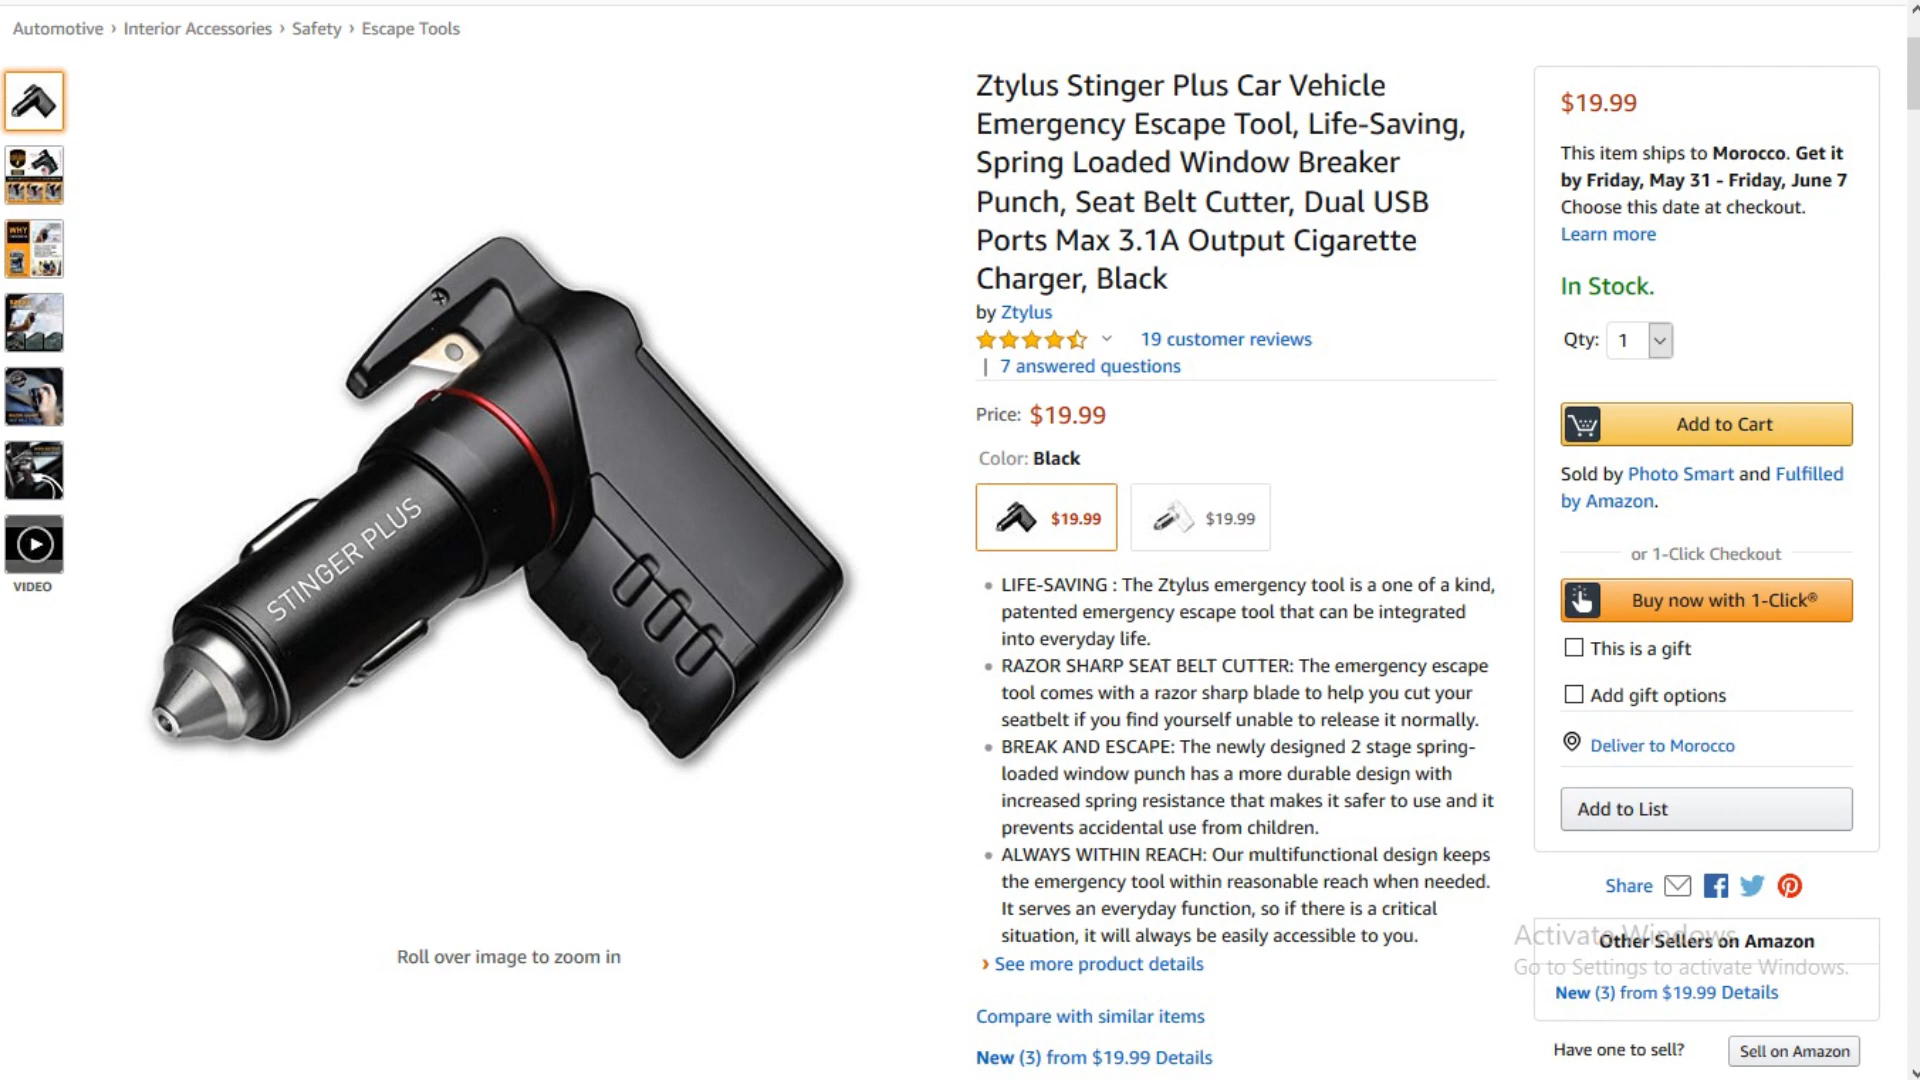 Automotive › Interior Accessories › Safety › Escape Tools
VIDEO
STINGER PLUS
Roll over image to zoom in
Ztylus Stinger Plus Car Vehicle
Emergency Escape Tool, Life-Saving,
Spring Loaded Window Breaker
Punch, Seat Belt Cutter, Dual USB
Ports Max 3.1A Output Cigarette
Charger, Black
by Ztylus
19 customer reviews
| 7 answered questions
Price: $19.99
Color: Black
$19.99 $19.99
• LIFE-SAVING : The Ztylus emergency tool is a one of a kind,
patented emergency escape tool that can be integrated
into everyday life.
• RAZOR SHARP SEAT BELT CUTTER: The emergency escape
tool comes with a razor sharp blade to help you cut your
seatbelt if you find yourself unable to release it normally.
• BREAK AND ESCAPE: The newly designed 2 stage spring-
loaded window punch has a more durable design with
increased spring resistance that makes it safer to use and it
prevents accidental use from children.
• ALWAYS WITHIN REACH: Our multifunctional design keeps
the emergency tool within reasonable reach when needed.
It serves an everyday function, so if there is a critical
situation, it will always be easily accessible to you.
› See more product details
Compare with similar items
New (3) from $19.99 Details
$19.99
This item ships to Morocco. Get it
by Friday, May 31 - Friday, June 7
Choose this date at checkout.
Learn more
In Stock.
Qty: 1
Add to Cart
Sold by Photo Smart and Fulfilled
by Amazon.
or 1-Click Checkout
Buy now with 1-Click®
This is a gift
Add gift options
Deliver to Morocco
Add to List
Share
Other Sellers on Amazon
Activate Windows
Go to Settings to activate Windows.
New (3) from $19.99 Details
Have one to sell? Sell on Amazon